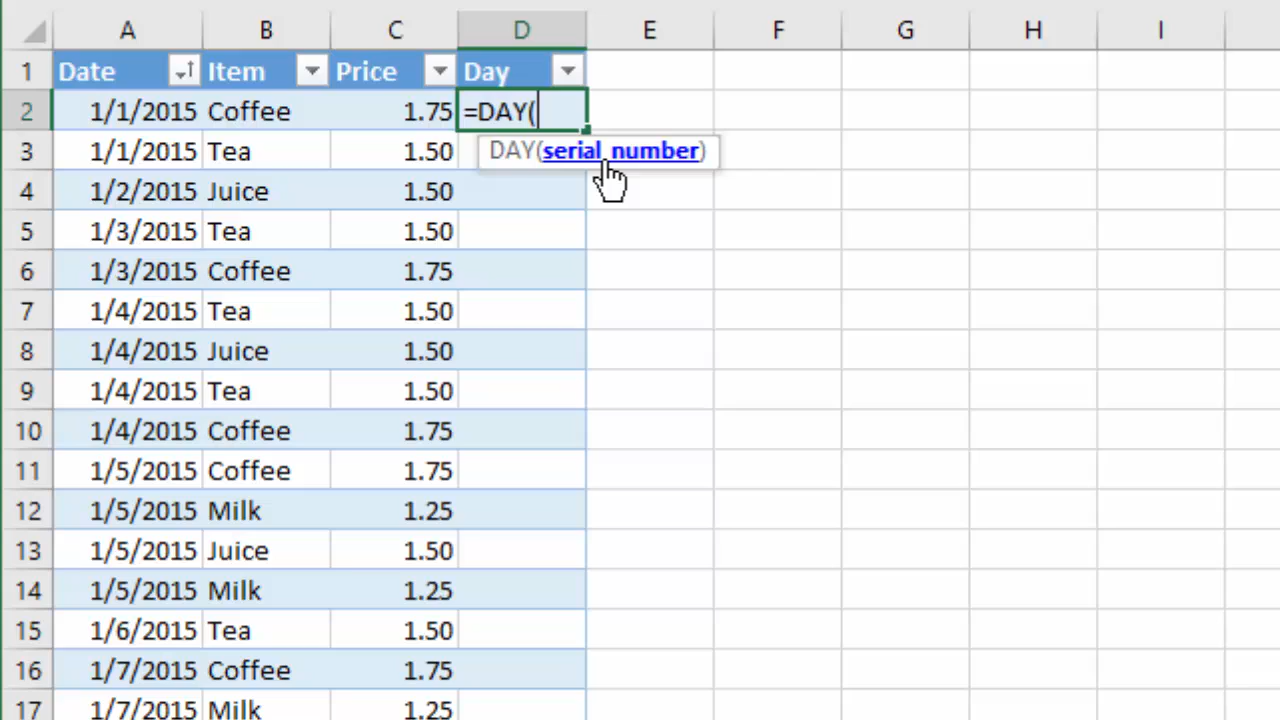 A B C D E F G H I
1 Date Item Price Day
2 1/1/2015 Coffee 1.75 =DAY(
3 1/1/2015 Tea 1.50 DAY(serial_number)
4 1/2/2015 Juice 1.50
5 1/3/2015 Tea 1.50
6 1/3/2015 Coffee 1.75
7 1/4/2015 Tea 1.50
8 1/4/2015 Juice 1.50
9 1/4/2015 Tea 1.50
10 1/4/2015 Coffee 1.75
11 1/5/2015 Coffee 1.75
12 1/5/2015 Milk 1.25
13 1/5/2015 Juice 1.50
14 1/5/2015 Milk 1.25
15 1/6/2015 Tea 1.50
16 1/7/2015 Coffee 1.75
17 1/7/2015 Milk 1.25